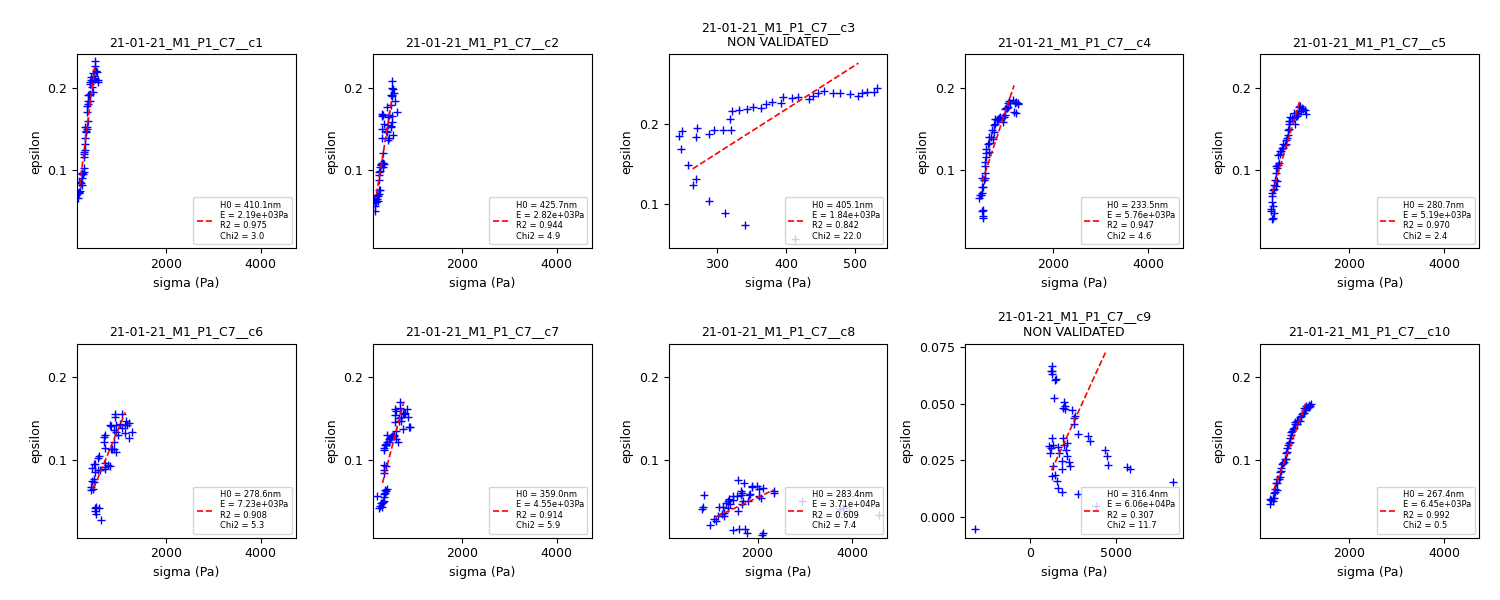 21-01-21_M1_P1_C7__c1
epsilon
0.2
0.1
2000 4000
sigma (Pa)
H0 = 410.1nm
E = 2.19e+03Pa
R2 = 0.975
Chi2 = 3.0
21-01-21_M1_P1_C7__c2
epsilon
0.2
0.1
2000 4000
sigma (Pa)
H0 = 425.7nm
E = 2.82e+03Pa
R2 = 0.944
Chi2 = 4.9
21-01-21_M1_P1_C7__c3
NON VALIDATED
epsilon
0.2
0.1
300 400 500
sigma (Pa)
H0 = 405.1nm
E = 1.84e+03Pa
R2 = 0.842
Chi2 = 22.0
21-01-21_M1_P1_C7__c4
epsilon
0.2
0.1
2000 4000
sigma (Pa)
H0 = 233.5nm
E = 5.76e+03Pa
R2 = 0.947
Chi2 = 4.6
21-01-21_M1_P1_C7__c5
epsilon
0.2
0.1
2000 4000
sigma (Pa)
H0 = 280.7nm
E = 5.19e+03Pa
R2 = 0.970
Chi2 = 2.4
21-01-21_M1_P1_C7__c6
epsilon
0.2
0.1
2000 4000
sigma (Pa)
H0 = 278.6nm
E = 7.23e+03Pa
R2 = 0.908
Chi2 = 5.3
21-01-21_M1_P1_C7__c7
epsilon
0.2
0.1
2000 4000
sigma (Pa)
H0 = 359.0nm
E = 4.55e+03Pa
R2 = 0.914
Chi2 = 5.9
21-01-21_M1_P1_C7__c8
epsilon
0.2
0.1
2000 4000
sigma (Pa)
H0 = 283.4nm
E = 3.71e+04Pa
R2 = 0.609
Chi2 = 7.4
21-01-21_M1_P1_C7__c9
NON VALIDATED
epsilon
0.075
0.050
0.025
0.000
0 5000
sigma (Pa)
H0 = 316.4nm
E = 6.06e+04Pa
R2 = 0.307
Chi2 = 11.7
21-01-21_M1_P1_C7__c10
epsilon
0.2
0.1
2000 4000
sigma (Pa)
H0 = 267.4nm
E = 6.45e+03Pa
R2 = 0.992
Chi2 = 0.5